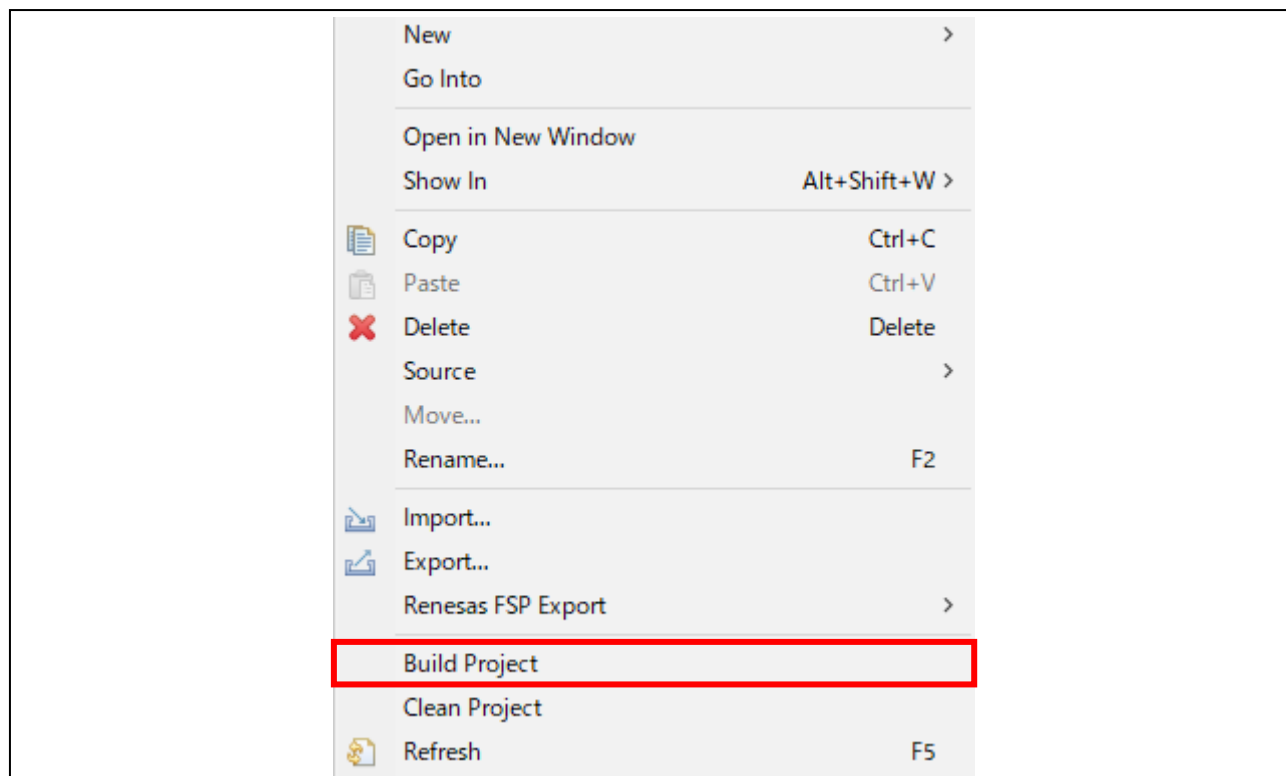 New >
Go Into
Open in New Window
Show In Alt+Shift+W >
Copy Ctrl+C
Paste Ctrl+V
Delete Delete
Source >
Move...
Rename... F2
Import...
Export...
Renesas FSP Export >
Build Project
Clean Project
Refresh F5